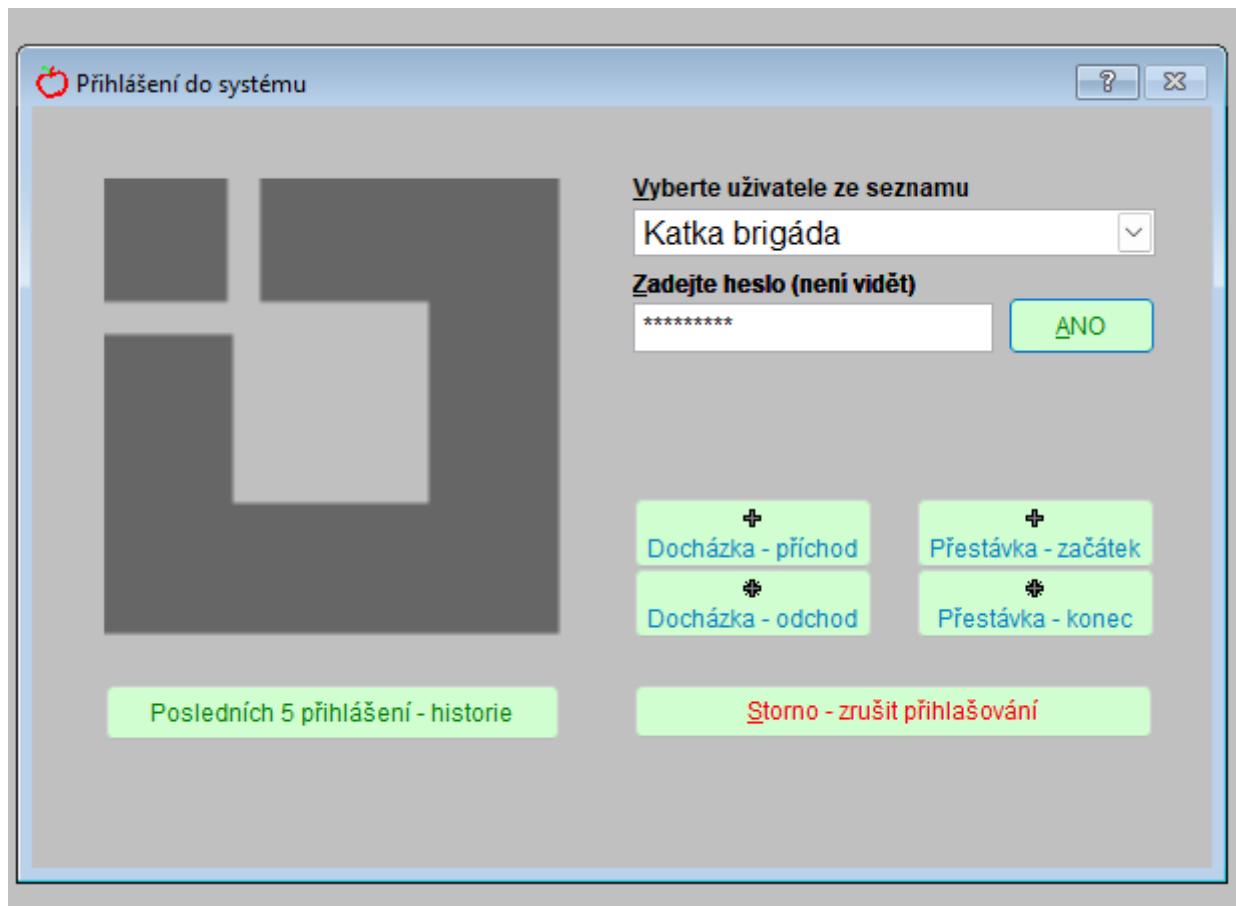 Přihlášení do systému
Vyberte uživatele ze seznamu
Katka brigáda
Zadejte heslo (není vidět)
*********
ANO
Docházka - příchod
Přestávka - začátek
Docházka - odchod
Přestávka - konec
Posledních 5 přihlášení - historie
Storno - zrušit přihlašování